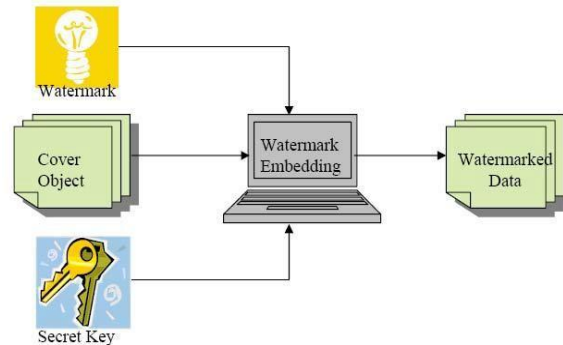 Watermark
Cover
Object
Watermark
Embedding
Watermarked
Data
Secret Key